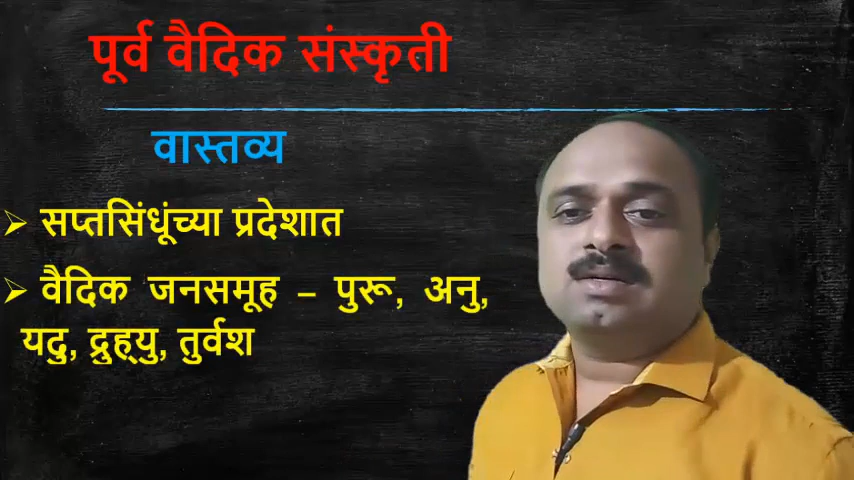 पूर्व वैदिक संस्कृती
वास्तव्य
➢ सप्तसिंधूंच्या प्रदेशात
➢ वैदिक जनसमूह – पुरू, अनु,
यदु, द्रुह्यु, तुर्वश